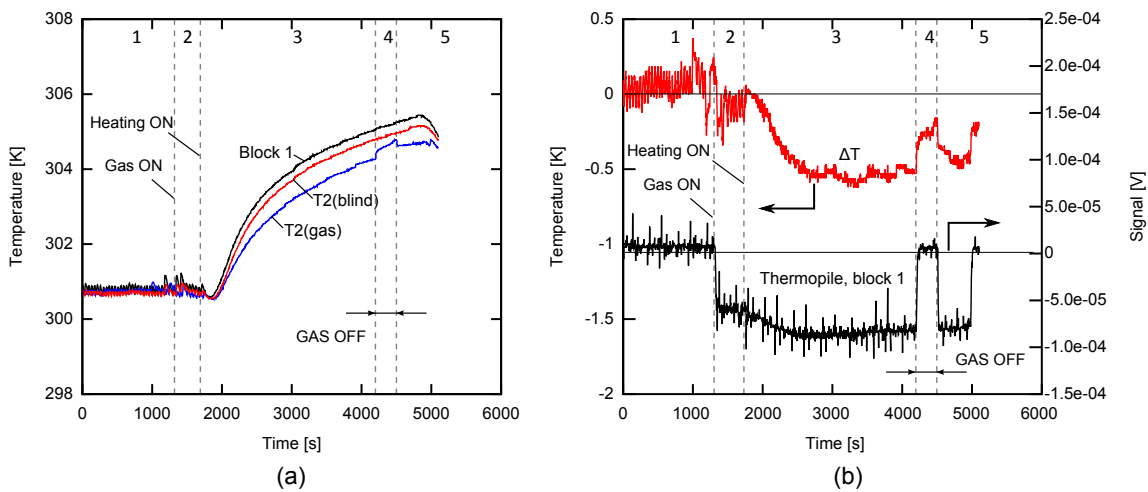 308
306
304
302
300
298
0
1000
2000
3000
4000
5000
6000
Temperature [K]
Time [s]
1
2
3
4
5
Heating ON
Gas ON
Block 1
T2(blind)
T2(gas)
GAS OFF
(a)
0.5
0
-0.5
-1
-1.5
-2
0
1000
2000
3000
4000
5000
6000
Temperature [K]
Time [s]
2.5e-04
2.0e-04
1.5e-04
1.0e-04
5.0e-05
0
-5.0e-05
-1.0e-04
-1.5e-04
Signal [V]
1
2
3
4
5
Heating ON
Gas ON
ΔT
Thermopile, block 1
GAS OFF
(b)